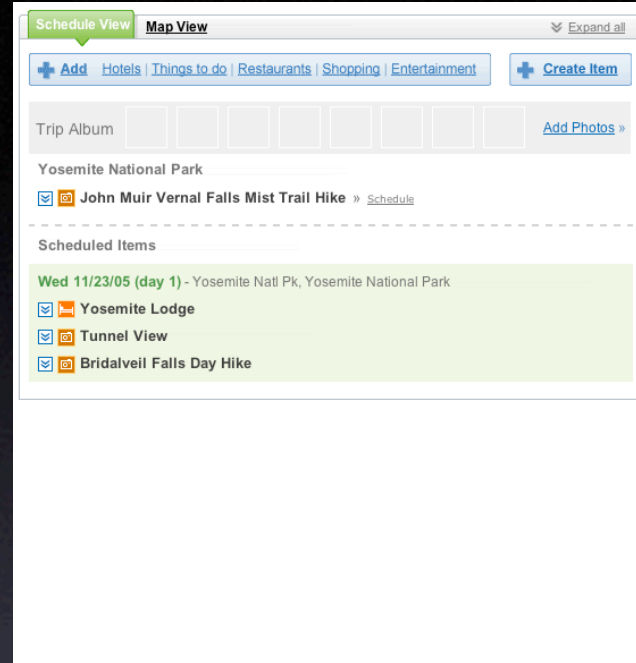 Schedule View Map View Expand all
Add Hotels | Things to do | Restaurants | Shopping | Entertainment Create Item
Trip Album Add Photos »
Yosemite National Park
John Muir Vernal Falls Mist Trail Hike » Schedule
Scheduled Items
Wed 11/23/05 (day 1) - Yosemite Natl Pk, Yosemite National Park
Yosemite Lodge
Tunnel View
Bridalveil Falls Day Hike